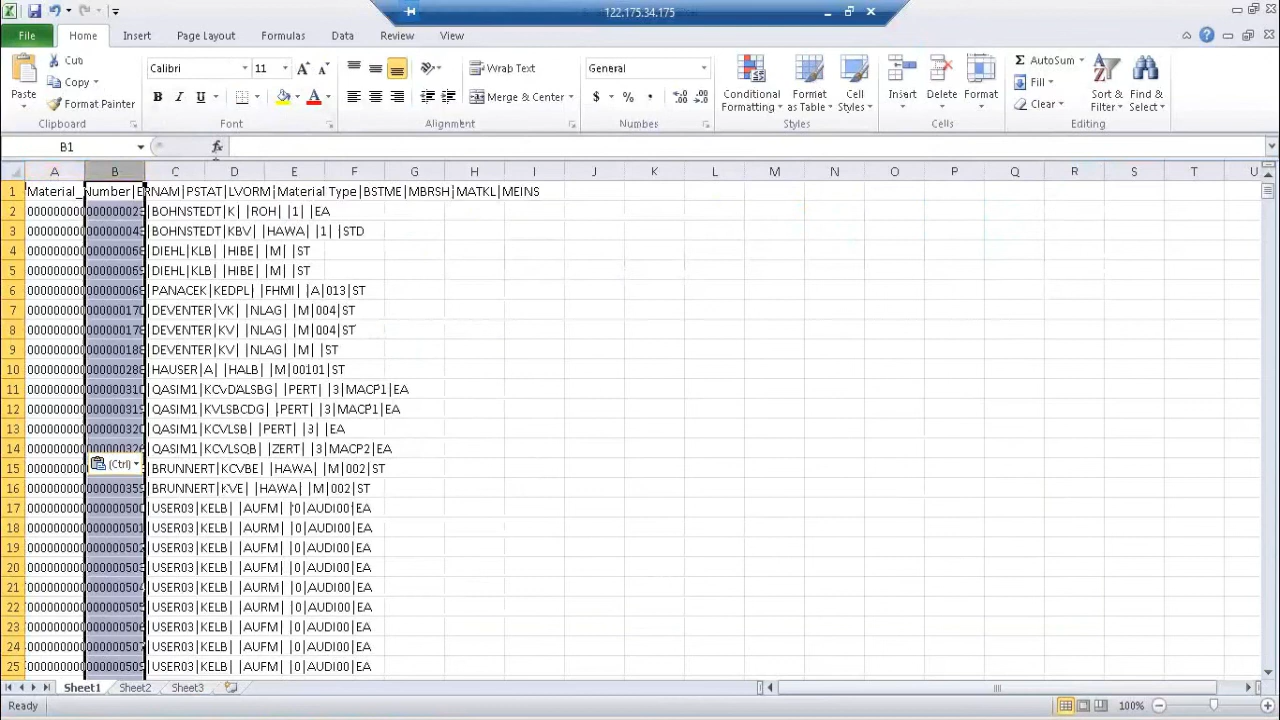 122.175.34.175
File Home Insert Page Layout Formulas Data Review View
Cut
Calibri 11
Wrap Text
General
AutoSum
Copy
Fill
Paste
Format Painter
B I U
Merge & Center
$ % ,
Conditional Formatting
Format as Table
Cell Styles
Insert Delete Format
Clear
Sort & Filter
Find & Select
Clipboard Font Alignment Number Styles Cells Editing
B1 fx
A B C D E F G H I J K L M N O P Q R S T U
1 Material_Number|ERNAM|PSTAT|LVORM|Material Type|BSTME|MBRSH|MATKL|MEINS
2 |BOHNSTEDT|K| |ROH| |1| |EA
3 |BOHNSTEDT|KBV| |HAWA| |1| |STD
4 |DIEHL|KLB| |HIBE| |M| |ST
5 |DIEHL|KLB| |HIBE| |M| |ST
6 |PANACEK|KEDPL| |FHMI| |A|013|ST
7 |DEVENTER|VK| |NLAG| |M|004|ST
8 |DEVENTER|KV| |NLAG| |M|004|ST
9 |DEVENTER|KV| |NLAG| |M| |ST
10 |HAUSER|A| |HALB| |M|00101|ST
11 |QASIM1|KCVDALSBG| |PERT| |3|MACP1|EA
12 |QASIM1|KVLSBCDG| |PERT| |3|MACP1|EA
13 |QASIM1|KCVLSB| |PERT| |3| |EA
14 |QASIM1|KCVLSQB| |ZERT| |3|MACP2|EA
15 (Ctrl) |BRUNNERT|KCVBE| |HAWA| |M|002|ST
16 |BRUNNERT|KVE| |HAWA| |M|002|ST
17 |USER03|KELB| |AUFM| |0|AUDI00|EA
18 |USER03|KELB| |AURM| |0|AUDI00|EA
19 |USER03|KELB| |AUFM| |0|AUDI00|EA
20 |USER03|KELB| |AUFM| |0|AUDI00|EA
21 |USER03|KELB| |AUFM| |0|AUDI00|EA
22 |USER03|KELB| |AURM| |0|AUDI00|EA
23 |USER03|KELB| |AUFM| |0|AUDI00|EA
24 |USER03|KELB| |AUFM| |0|AUDI00|EA
25 |USER03|KELB| |AUFM| |0|AUDI00|EA
Sheet1 Sheet2 Sheet3
Ready 100%